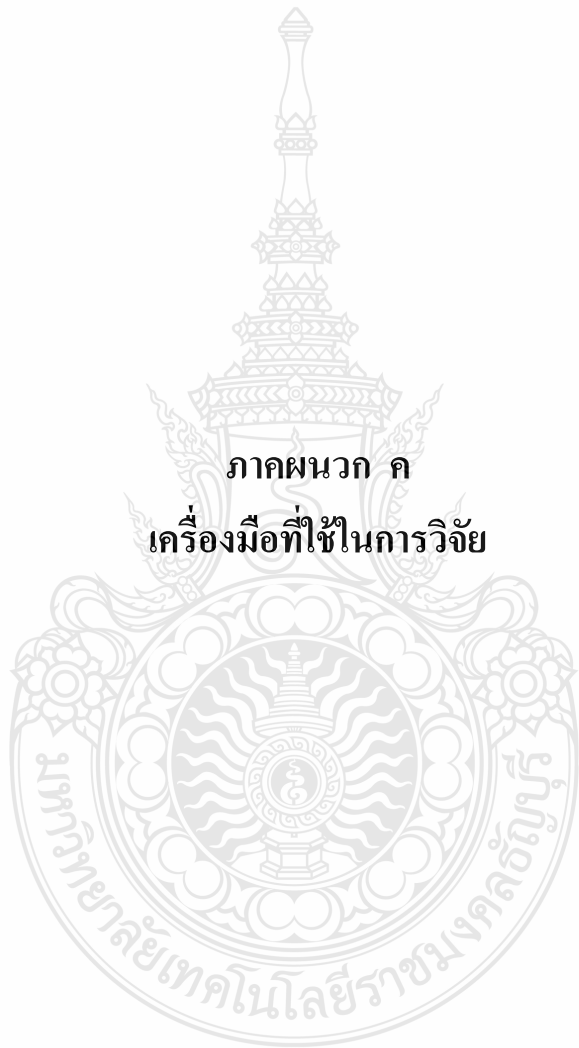 ภาคผนวก ค
เครื่องมือที่ใช้ในการวิจัย
มหาวิทยาลัยเทคโนโลยีราชมงคลธัญบุรี